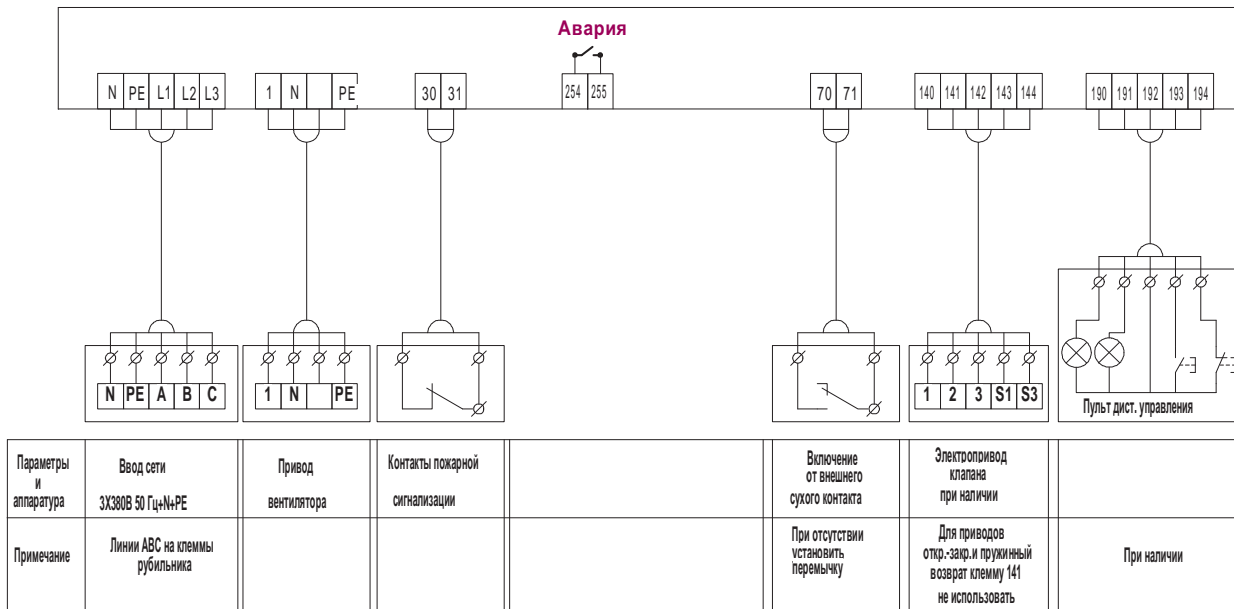 Авария
N PE L1 L2 L3
1 N PE
30 31
254 255
70 71
140 141 142 143 144
190 191 192 193 194
N PE A B C
1 N PE
1 2 3 S1 S3
Пульт дист. управления
Параметры
и
аппаратура
Ввод сети
3X380В 50 Гц+N+PE
Привод
вентилятора
Контакты пожарной
сигнализации
Включение
от внешнего
сухого контакта
Электропривод
клапана
при наличии
Примечание
Линии ABC на клеммы
рубильника
При отсутствии
установить
перемычку
Для приводов
откр.-закр.и пружинный
возврат клемму 141
не использовать
При наличии